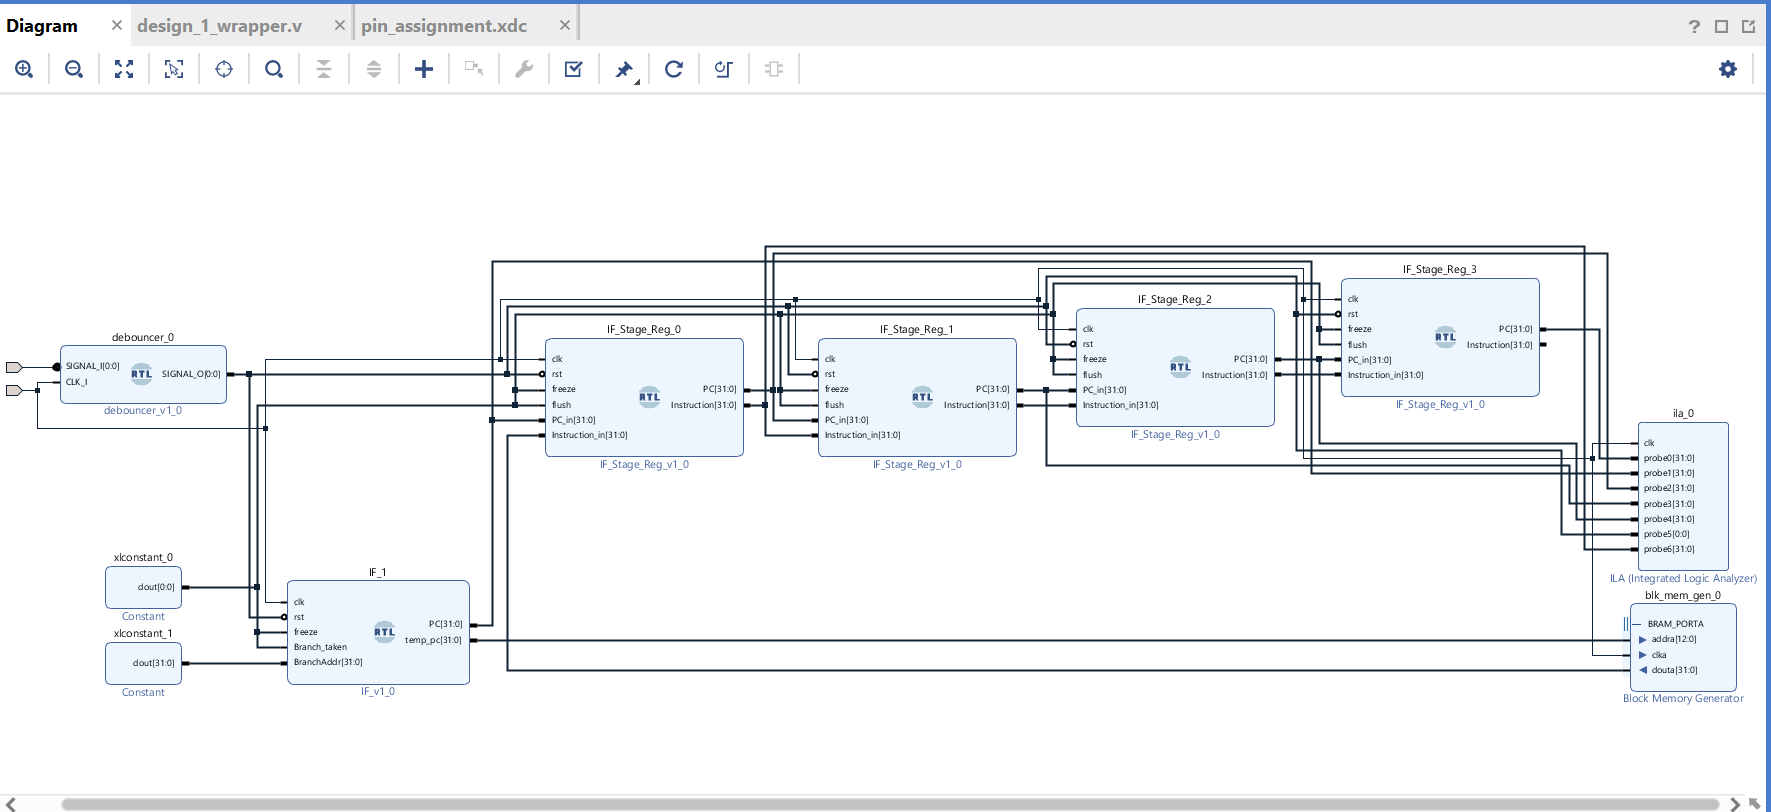 Diagram
design_1_wrapper.v
pin_assignment.xdc
?
debouncer_0
SIGNAL_I[0:0]
CLK_I
RTL
SIGNAL_O[0:0]
debouncer_v1_0
xlconstant_0
dout[0:0]
Constant
xlconstant_1
dout[31:0]
Constant
IF_1
clk
rst
freeze
Branch_taken
BranchAddr[31:0]
RTL
PC[31:0]
temp_pc[31:0]
IF_v1_0
IF_Stage_Reg_0
clk
rst
freeze
flush
PC_in[31:0]
Instruction_in[31:0]
RTL
PC[31:0]
Instruction[31:0]
IF_Stage_Reg_v1_0
IF_Stage_Reg_1
clk
rst
freeze
flush
PC_in[31:0]
Instruction_in[31:0]
RTL
PC[31:0]
Instruction[31:0]
IF_Stage_Reg_v1_0
IF_Stage_Reg_2
clk
rst
freeze
flush
PC_in[31:0]
Instruction_in[31:0]
RTL
PC[31:0]
Instruction[31:0]
IF_Stage_Reg_v1_0
IF_Stage_Reg_3
clk
rst
freeze
flush
PC_in[31:0]
Instruction_in[31:0]
RTL
PC[31:0]
Instruction[31:0]
IF_Stage_Reg_v1_0
ila_0
clk
probe0[31:0]
probe1[31:0]
probe2[31:0]
probe3[31:0]
probe4[31:0]
probe5[0:0]
probe6[31:0]
ILA (Integrated Logic Analyzer)
blk_mem_gen_0
BRAM_PORTA
addra[12:0]
clka
douta[31:0]
Block Memory Generator